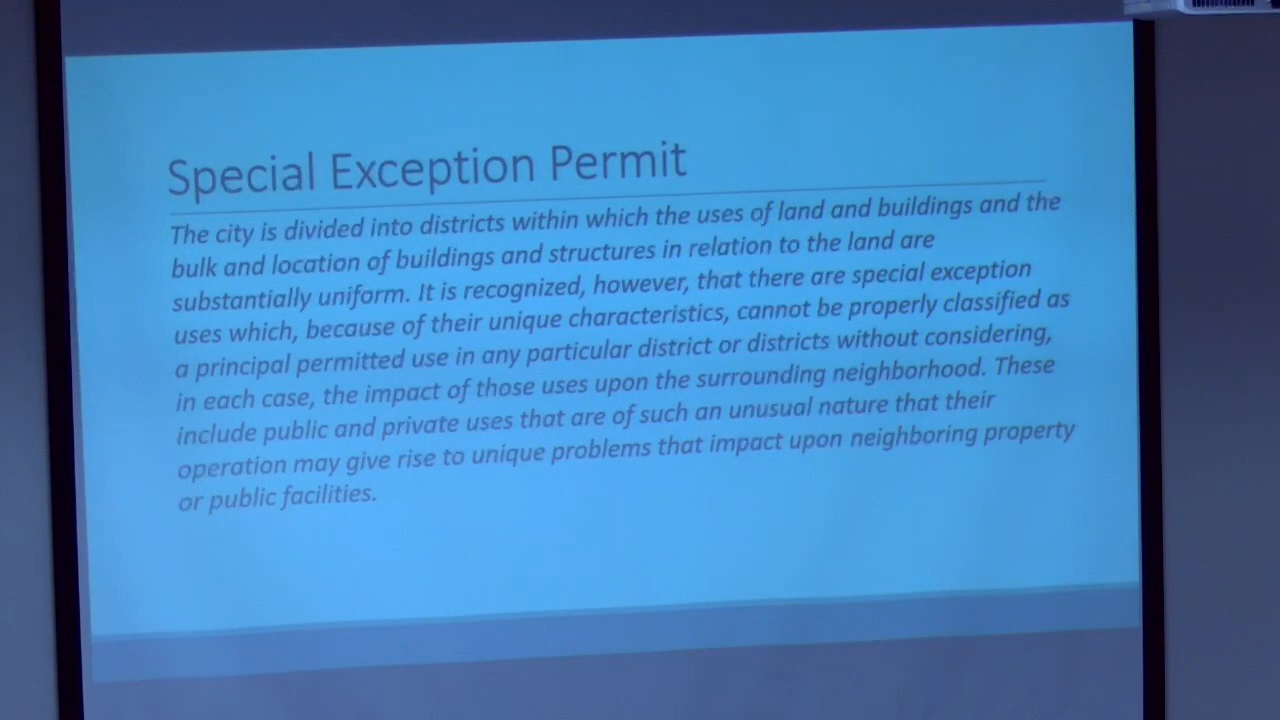 Special Exception Permit
The city is divided into districts within which the uses of land and buildings and the
bulk and location of buildings and structures in relation to the land are
substantially uniform. It is recognized, however, that there are special exception
uses which, because of their unique characteristics, cannot be properly classified as
a principal permitted use in any particular district or districts without considering,
in each case, the impact of those uses upon the surrounding neighborhood. These
include public and private uses that are of such an unusual nature that their
operation may give rise to unique problems that impact upon neighboring property
or public facilities.